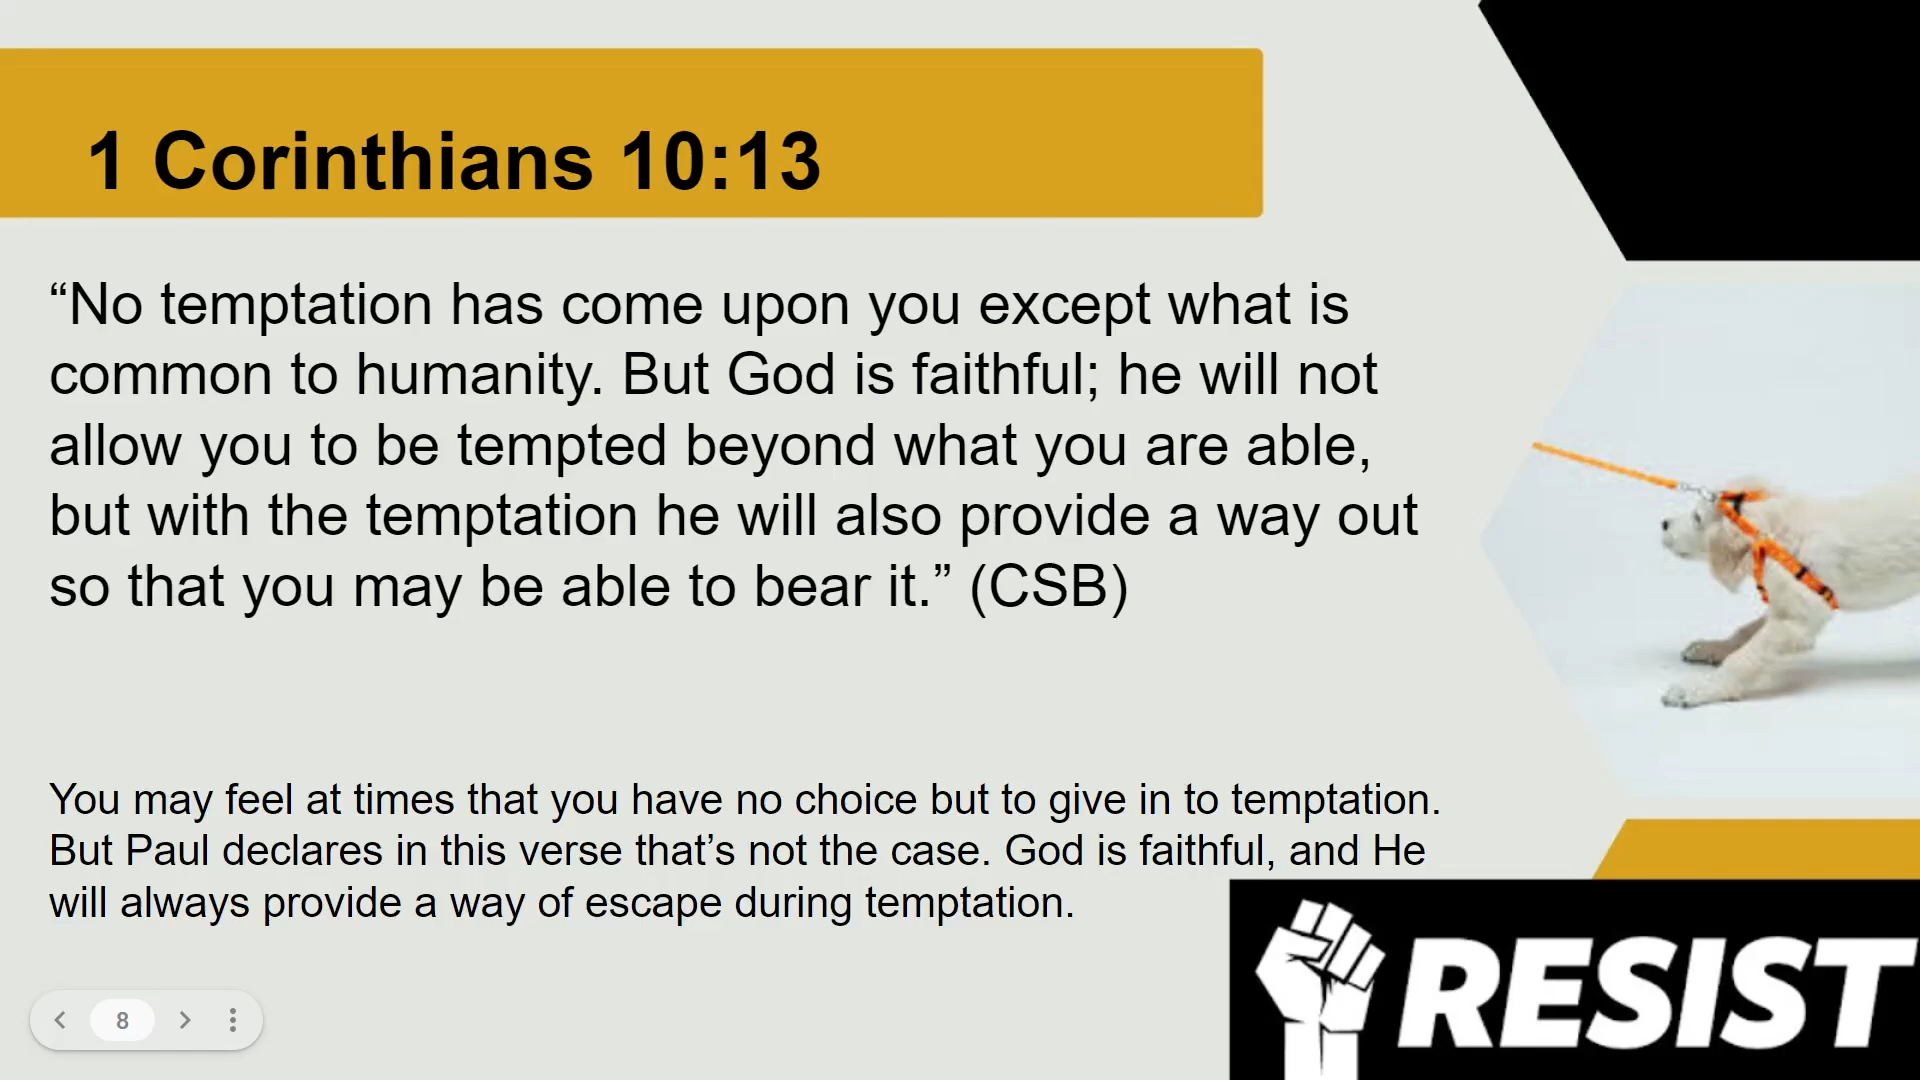 1 Corinthians 10:13
“No temptation has come upon you except what is
common to humanity. But God is faithful; he will not
allow you to be tempted beyond what you are able,
but with the temptation he will also provide a way out
so that you may be able to bear it.” (CSB)
You may feel at times that you have no choice but to give in to temptation.
But Paul declares in this verse that’s not the case. God is faithful, and He
will always provide a way of escape during temptation.
RESIST
8